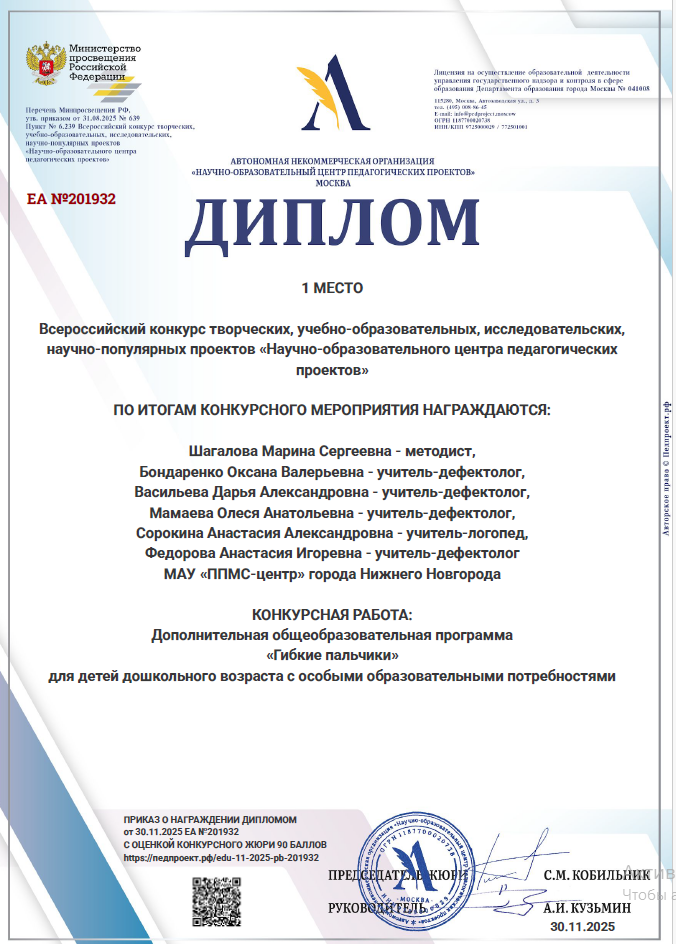 Министерство
просвещения
Российской
Федерации
Перечень Минпросвещения РФ,
утв. приказом от 31.08.2025 № 639
Пункт № 6.239 Всероссийский конкурс творческих,
учебно-образовательных, исследовательских,
научно-популярных проектов
«Научно-образовательного центра
педагогических проектов»
ЕА №201932
Лицензия на осуществление образовательной деятельности
управления государственного надзора и контроля в сфере
образования Департамента образования города Москвы № 041008
115280, Москва, Автозаводская ул., д. 3
тел. (495) 008-86-45
E-mail: info@pedproject.moscow
ОГРН 1187700020738
ИНН/КПП 9725000029 / 772501001
АВТОНОМНАЯ НЕКОММЕРЧЕСКАЯ ОРГАНИЗАЦИЯ
«НАУЧНО-ОБРАЗОВАТЕЛЬНЫЙ ЦЕНТР ПЕДАГОГИЧЕСКИХ ПРОЕКТОВ»
МОСКВА
ДИПЛОМ
1 МЕСТО
Всероссийский конкурс творческих, учебно-образовательных, исследовательских,
научно-популярных проектов «Научно-образовательного центра педагогических
проектов»
ПО ИТОГАМ КОНКУРСНОГО МЕРОПРИЯТИЯ НАГРАЖДАЮТСЯ:
Шагалова Марина Сергеевна - методист,
Бондаренко Оксана Валерьевна - учитель-дефектолог,
Васильева Дарья Александровна - учитель-дефектолог,
Мамаева Олеся Анатольевна - учитель-дефектолог,
Сорокина Анастасия Александровна - учитель-логопед,
Федорова Анастасия Игоревна - учитель-дефектолог
МАУ «ППМС-центр» города Нижнего Новгорода
КОНКУРСНАЯ РАБОТА:
Дополнительная общеобразовательная программа
«Гибкие пальчики»
для детей дошкольного возраста с особыми образовательными потребностями
Авторское право © Педпроект.рф
ПРИКАЗ О НАГРАЖДЕНИИ ДИПЛОМОМ
от 30.11.2025 ЕА №201932
С ОЦЕНКОЙ КОНКУРСНОГО ЖЮРИ 90 БАЛЛОВ
https://педпроект.рф/edu-11-2025-pb-201932
ПРЕДСЕДАТЕЛЬ ЖЮРИ С.М. КОБИЛЬНИК
РУКОВОДИТЕЛЬ А.И. КУЗЬМИН
30.11.2025
ОГРН 1187700020738
МОСКВА
Актив
Чтобы а